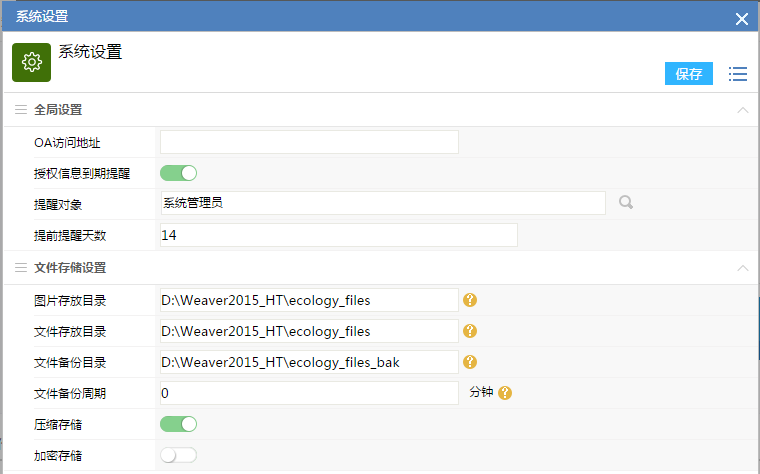 系统设置
系统设置
保存
全局设置
OA访问地址
授权信息到期提醒
提醒对象 系统管理员
提前提醒天数 14
文件存储设置
图片存放目录 D:\Weaver2015_HT\ecology_files ?
文件存放目录 D:\Weaver2015_HT\ecology_files ?
文件备份目录 D:\Weaver2015_HT\ecology_files_bak ?
文件备份周期 0 分钟 ?
压缩存储
加密存储